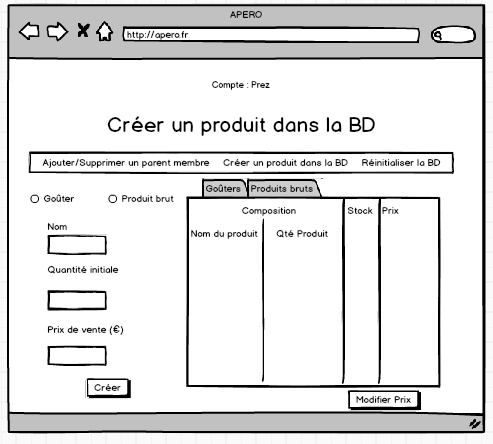 APERO
http://apero.fr
Compte : Prez
Créer un produit dans la BD
Ajouter/Supprimer un parent membre Créer un produit dans la BD Réinitialiser la BD
Goûter Produit brut
Goûters Produits bruts
Composition Stock Prix
Nom du produit Qté Produit
Nom
Quantité initiale
Prix de vente (€)
Créer
Modifier Prix